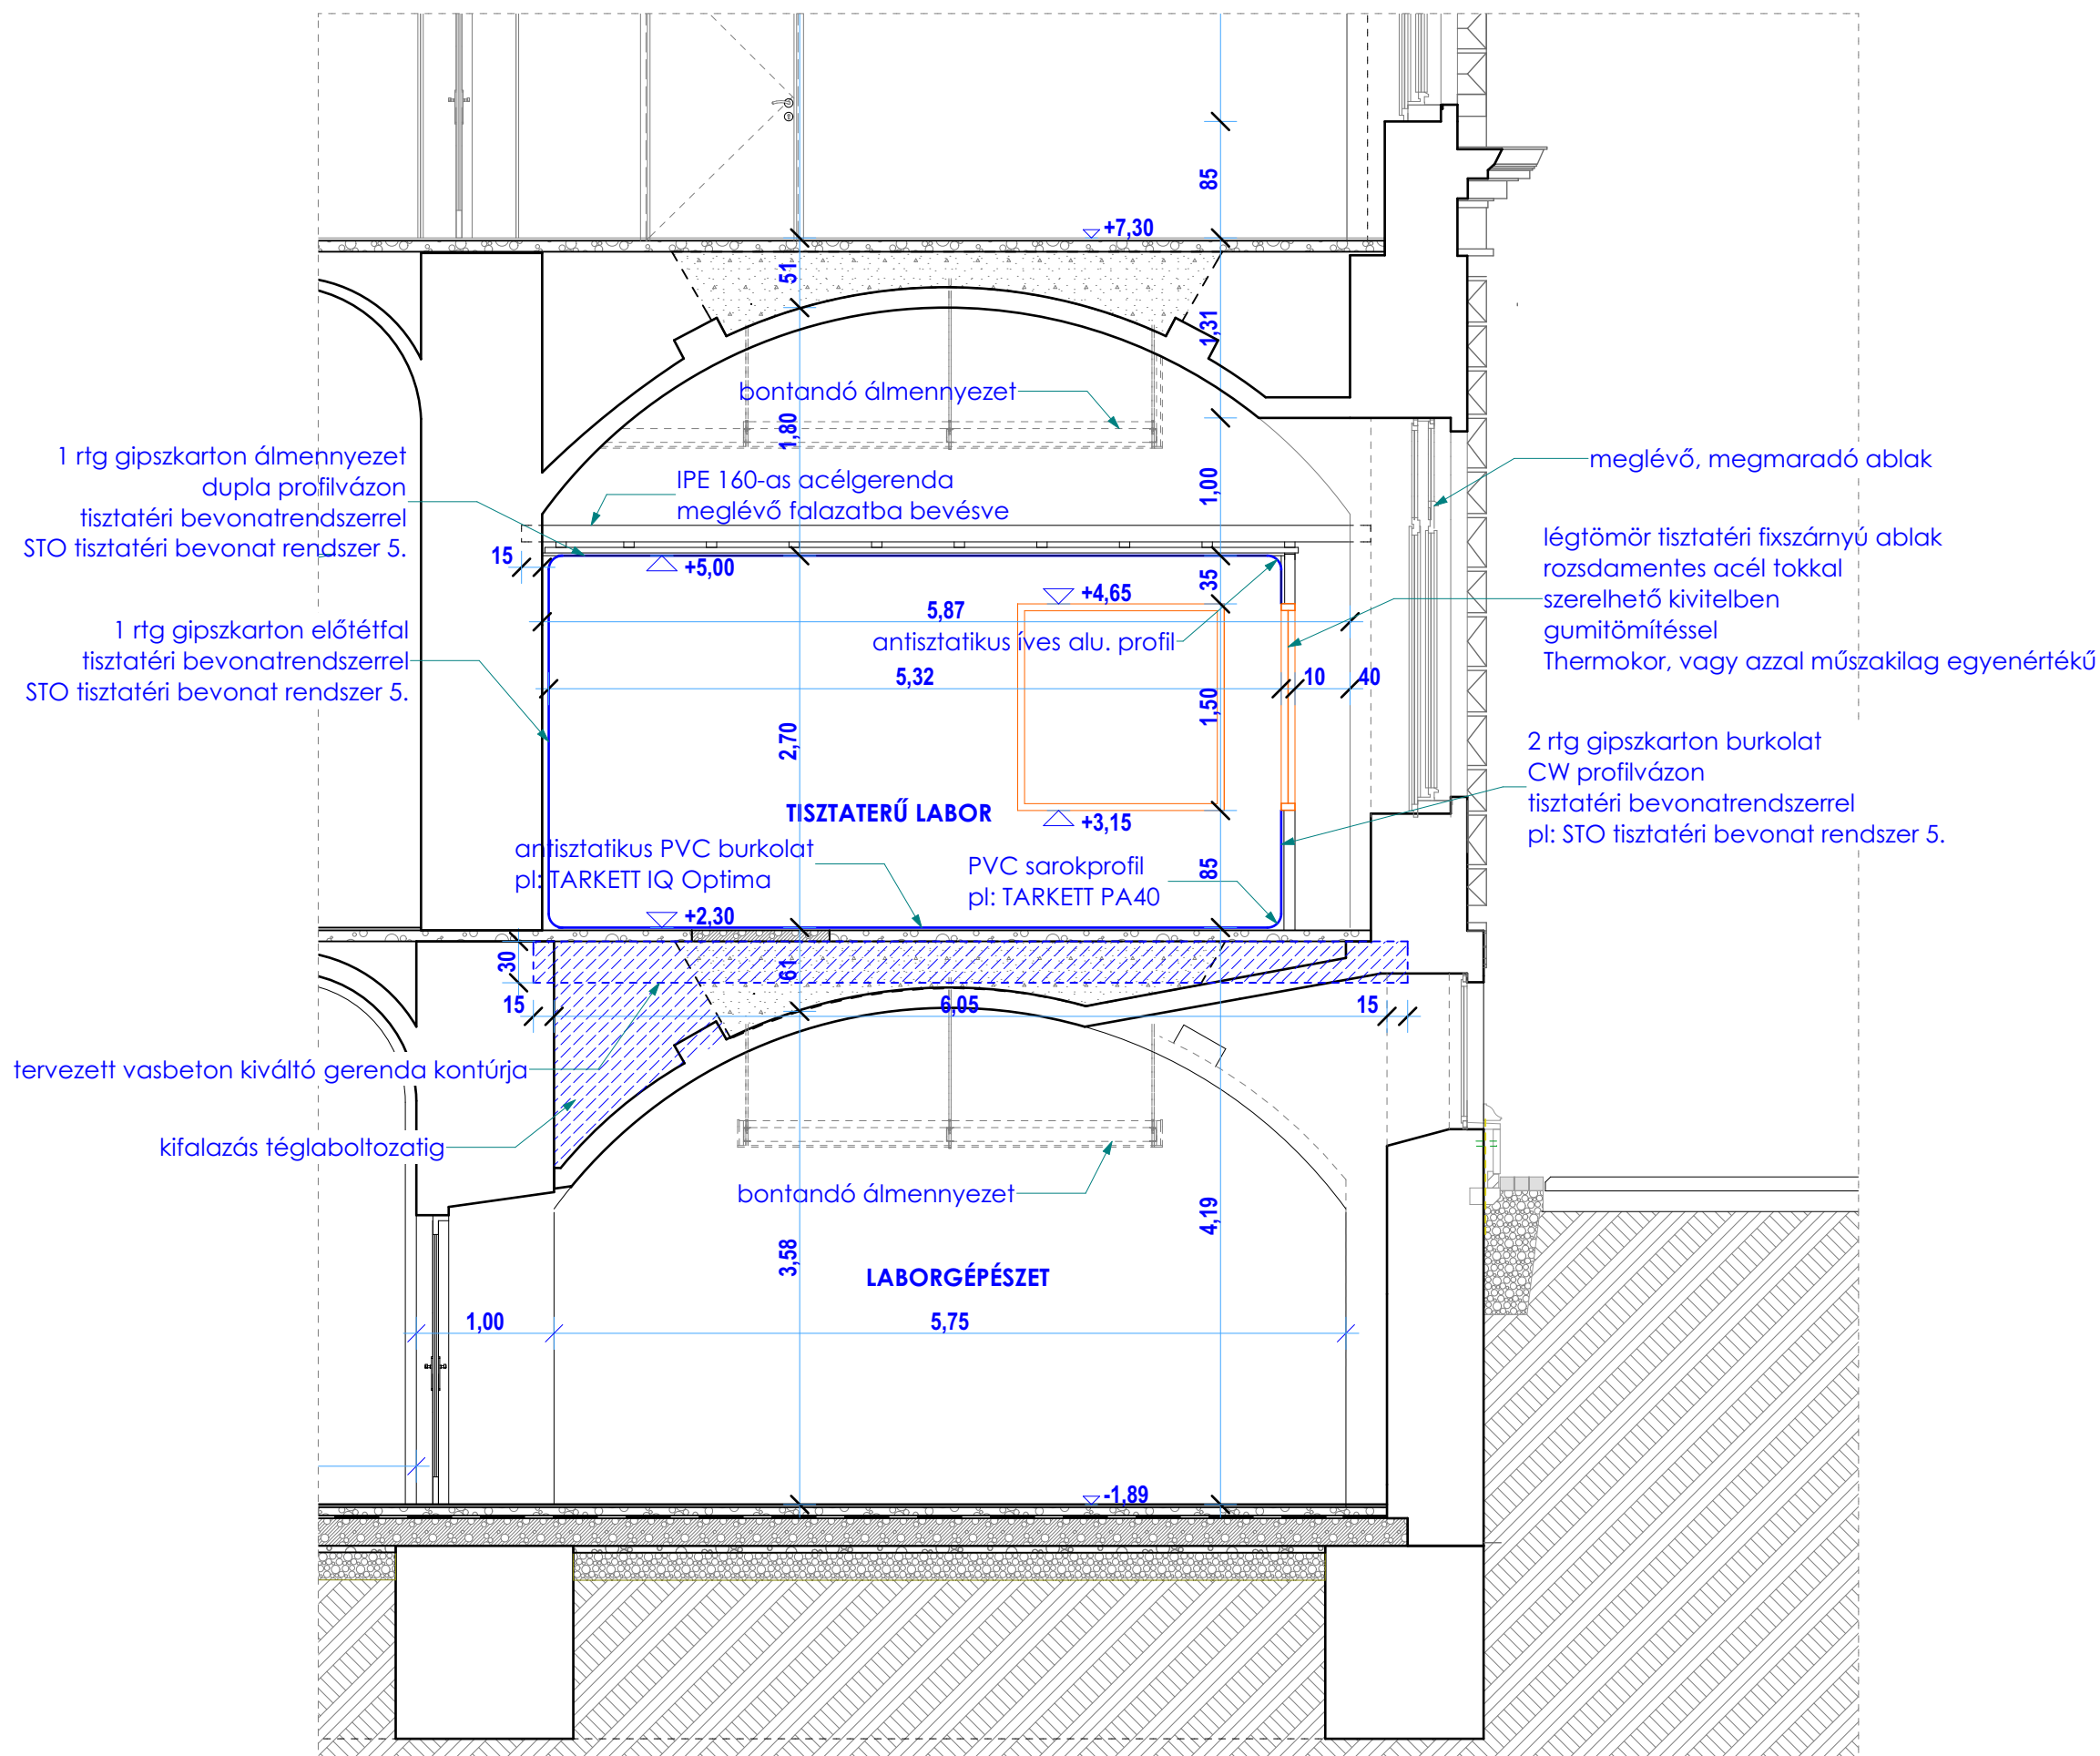 85
+7,30
51
1,31
bontandó álmennyezet
1,80
1 rtg gipszkarton álmennyezet
dupla profilvázon
tisztatéri bevonatrendszerrel
STO tisztatéri bevonat rendszer 5.
IPE 160-as acélgerenda
meglévő falazatba bevésve
1,00
meglévő, megmaradó ablak
légtömör tisztatéri fixszárnyú ablak
rozsdamentes acél tokkal
szerelhető kivitelben
gumitömítéssel
Thermokor, vagy azzal műszakilag egyenértékű
15
+5,00
35
+4,65
5,87
antisztatikus íves alu. profil
1 rtg gipszkarton előtétfal
tisztatéri bevonatrendszerrel
STO tisztatéri bevonat rendszer 5.
5,32
10
40
1,50
2,70
2 rtg gipszkarton burkolat
CW profilvázon
tisztatéri bevonatrendszerrel
pl: STO tisztatéri bevonat rendszer 5.
TISZTATERŰ LABOR
+3,15
antisztatikus PVC burkolat
pl: TARKETT IQ Optima
PVC sarokprofil
pl: TARKETT PA40
85
+2,30
30
61
15
6,05
15
tervezett vasbeton kiváltó gerenda kontúrja
kifalazás téglaboltozatig
bontandó álmennyezet
4,19
3,58
LABORGÉPÉSZET
1,00
5,75
-1,89